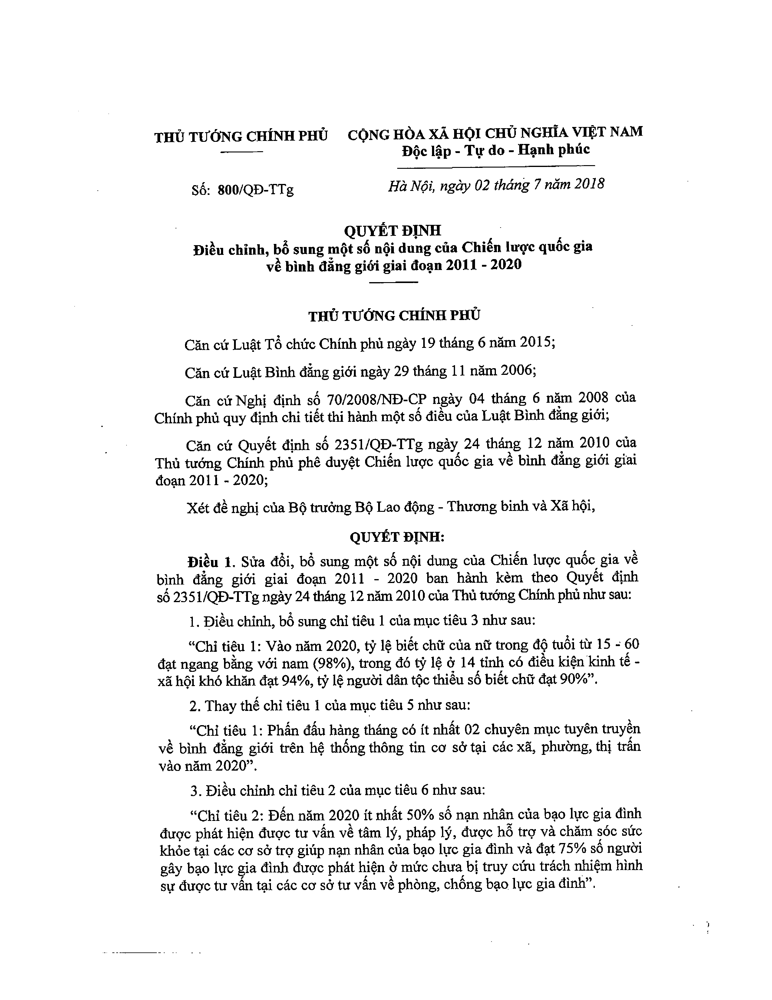 THỦ TƯỚNG CHÍNH PHỦ
CỘNG HÒA XÃ HỘI CHỦ NGHĨA VIỆT NAM
Độc lập - Tự do - Hạnh phúc
Số: 800/QĐ-TTg
Hà Nội, ngày 02 tháng 7 năm 2018
QUYẾT ĐỊNH
Điều chỉnh, bổ sung một số nội dung của Chiến lược quốc gia
về bình đẳng giới giai đoạn 2011 - 2020
THỦ TƯỚNG CHÍNH PHỦ
Căn cứ Luật Tổ chức Chính phủ ngày 19 tháng 6 năm 2015;
Căn cứ Luật Bình đẳng giới ngày 29 tháng 11 năm 2006;
Căn cứ Nghị định số 70/2008/NĐ-CP ngày 04 tháng 6 năm 2008 của
Chính phủ quy định chi tiết thi hành một số điều của Luật Bình đẳng giới;
Căn cứ Quyết định số 2351/QĐ-TTg ngày 24 tháng 12 năm 2010 của
Thủ tướng Chính phủ phê duyệt Chiến lược quốc gia về bình đẳng giới giai
đoạn 2011 - 2020;
Xét đề nghị của Bộ trưởng Bộ Lao động - Thương binh và Xã hội,
QUYẾT ĐỊNH:
Điều 1. Sửa đổi, bổ sung một số nội dung của Chiến lược quốc gia về
bình đẳng giới giai đoạn 2011 - 2020 ban hành kèm theo Quyết định
số 2351/QĐ-TTg ngày 24 tháng 12 năm 2010 của Thủ tướng Chính phủ như sau:
1. Điều chỉnh, bổ sung chỉ tiêu 1 của mục tiêu 3 như sau:
“Chỉ tiêu 1: Vào năm 2020, tỷ lệ biết chữ của nữ trong độ tuổi từ 15 - 60
đạt ngang bằng với nam (98%), trong đó tỷ lệ ở 14 tỉnh có điều kiện kinh tế -
xã hội khó khăn đạt 94%, tỷ lệ người dân tộc thiểu số biết chữ đạt 90%”.
2. Thay thế chỉ tiêu 1 của mục tiêu 5 như sau:
“Chỉ tiêu 1: Phấn đấu hàng tháng có ít nhất 02 chuyên mục tuyên truyền
về bình đẳng giới trên hệ thống thông tin cơ sở tại các xã, phường, thị trấn
vào năm 2020”.
3. Điều chỉnh chỉ tiêu 2 của mục tiêu 6 như sau:
“Chỉ tiêu 2: Đến năm 2020 ít nhất 50% số nạn nhân của bạo lực gia đình
được phát hiện được tư vấn về tâm lý, pháp lý, được hỗ trợ và chăm sóc sức
khỏe tại các cơ sở trợ giúp nạn nhân của bạo lực gia đình và đạt 75% số người
gây bạo lực gia đình được phát hiện ở mức chưa bị truy cứu trách nhiệm hình
sự được tư vấn tại các cơ sở tư vấn về phòng, chống bạo lực gia đình”.